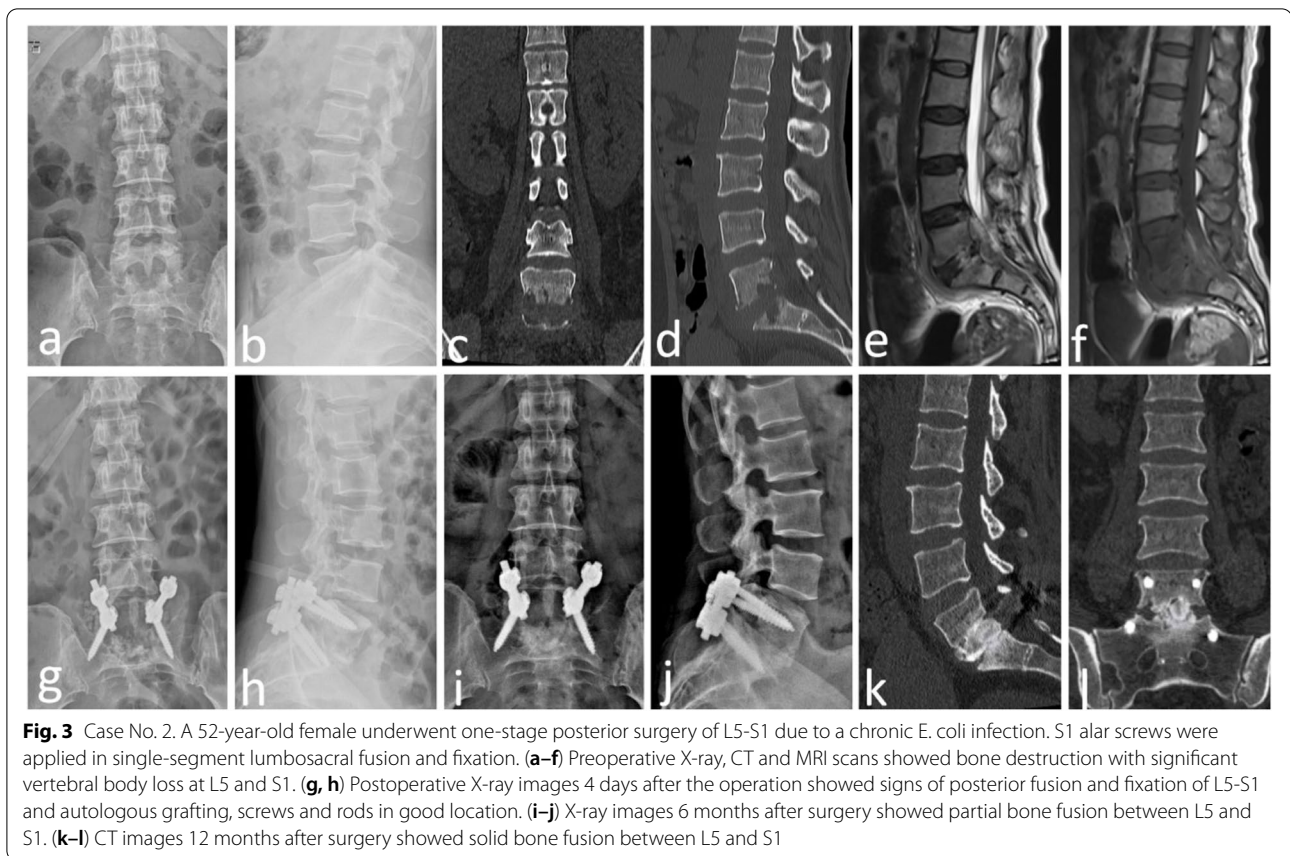 a b c d e f
g h i j k l
Fig. 3 Case No. 2. A 52-year-old female underwent one-stage posterior surgery of L5-S1 due to a chronic E. coli infection. S1 alar screws were
applied in single-segment lumbosacral fusion and fixation. (a–f) Preoperative X-ray, CT and MRI scans showed bone destruction with significant
vertebral body loss at L5 and S1. (g, h) Postoperative X-ray images 4 days after the operation showed signs of posterior fusion and fixation of L5-S1
and autologous grafting, screws and rods in good location. (i–j) X-ray images 6 months after surgery showed partial bone fusion between L5 and
S1. (k–l) CT images 12 months after surgery showed solid bone fusion between L5 and S1